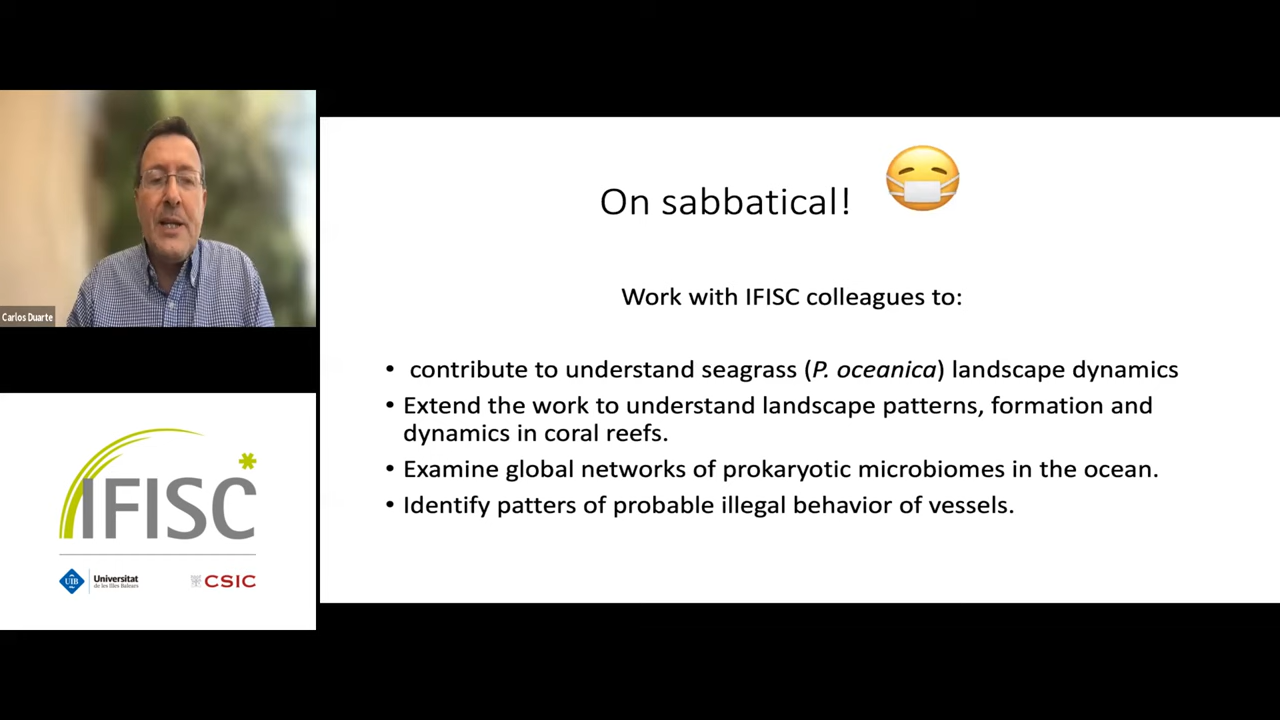 Carlos Duarte
IFISC
UIB
Universitat
de les Illes Balears
CSIC
On sabbatical!
Work with IFISC colleagues to:
• contribute to understand seagrass (P. oceanica) landscape dynamics
• Extend the work to understand landscape patterns, formation and
dynamics in coral reefs.
• Examine global networks of prokaryotic microbiomes in the ocean.
• Identify patters of probable illegal behavior of vessels.